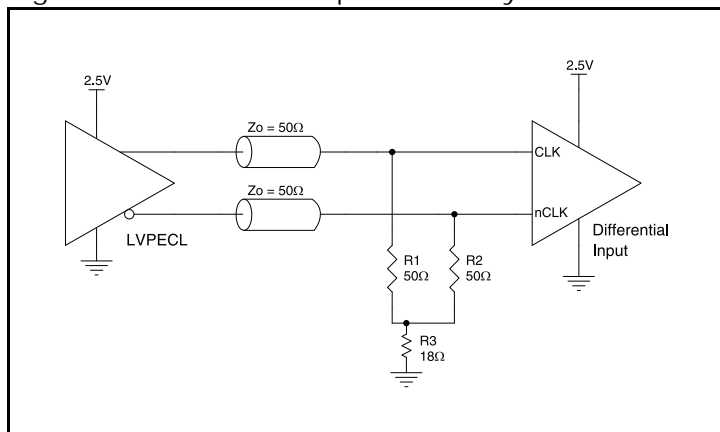 2.5V
2.5V
Zo = 50Ω
CLK
Zo = 50Ω
nCLK
LVPECL
Differential
Input
R1
50Ω
R2
50Ω
R3
18Ω